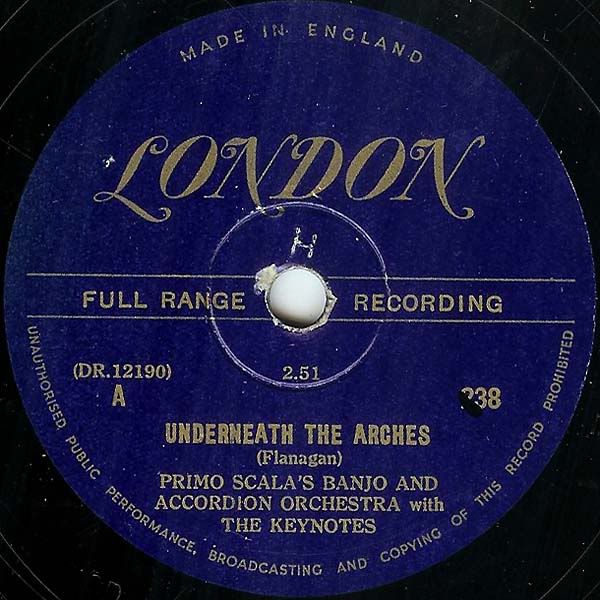 MADE IN ENGLAND
LONDON
H
FULL RANGE RECORDING
(DR.12190)
2.51
A
238
UNDERNEATH THE ARCHES
(Flanagan)
PRIMO SCALA'S BANJO AND
ACCORDION ORCHESTRA with
THE KEYNOTES
UNAUTHORISED PUBLIC PERFORMANCE, BROADCASTING AND COPYING OF THIS RECORD PROHIBITED